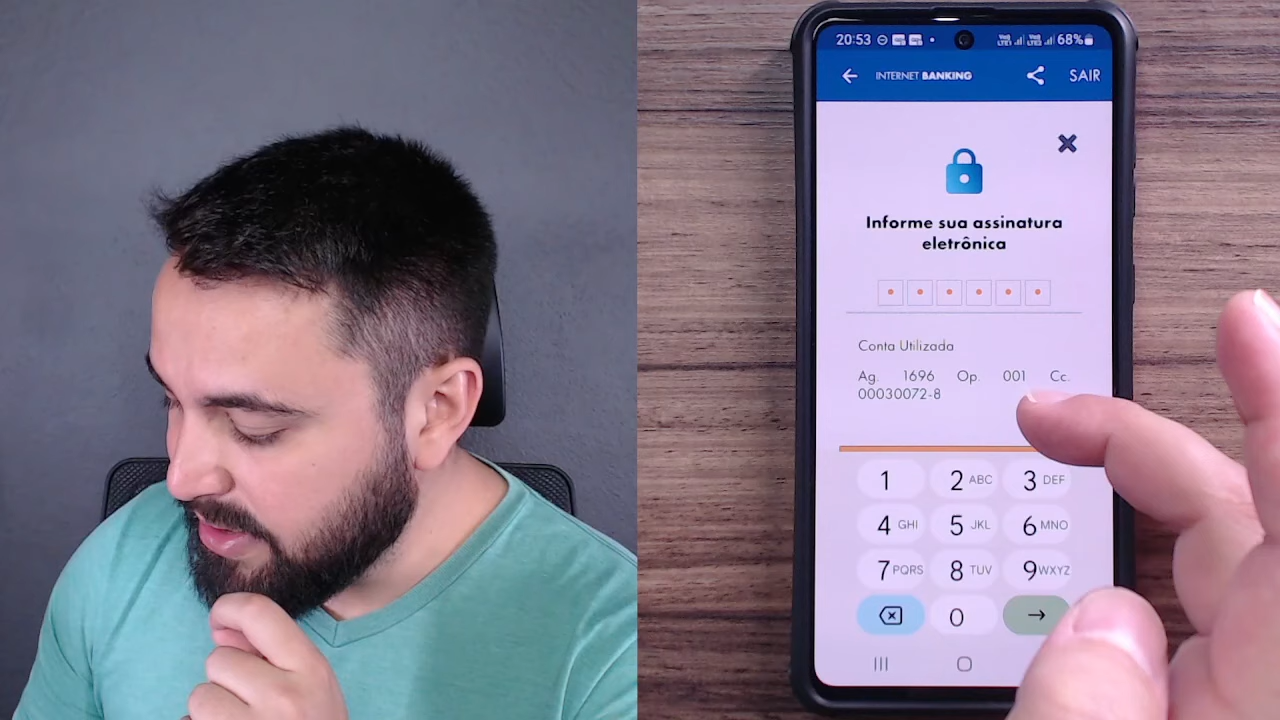 20:53 68%
INTERNET BANKING SAIR
Informe sua assinatura
eletrônica
Conta Utilizada
Ag. 1696 Op. 001 Cc.
00030072-8
1 2 ABC 3 DEF
4 GHI 5 JKL 6 MNO
7 PQRS 8 TUV 9 WXYZ
0